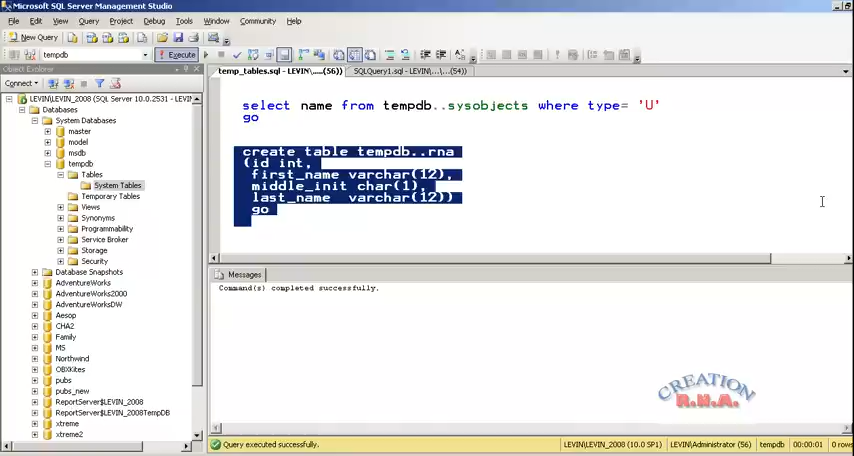 Microsoft SQL Server Management Studio
File Edit View Query Project Debug Tools Window Community Help
New Query
tempdb Execute
Object Explorer
Connect
LEVIN\LEVIN_2008 (SQL Server 10.0.2531 - LEVIN
Databases
System Databases
master
model
msdb
tempdb
Tables
System Tables
Temporary Tables
Views
Synonyms
Programmability
Service Broker
Storage
Security
Database Snapshots
AdventureWorks
AdventureWorks2000
AdventureWorksDW
Aesop
CHA2
Family
MS
Northwind
OBXKites
pubs
pubs_new
ReportServer$LEVIN_2008
ReportServer$LEVIN_2008TempDB
xtreme
xtreme2
temp_tables.sql - LEVIN\.....(56)) SQLQuery1.sql - LEVIN\...\...(54))
select name from tempdb..sysobjects where type= 'U'
go
create table tempdb..rna
(id int,
first_name varchar(12),
middle_init char(1),
last_name varchar(12))
go
Messages
Command(s) completed successfully.
CREATION
R.N.A.
Query executed successfully. LEVIN\LEVIN_2008 (10.0 SP1) LEVIN\Administrator (56) tempdb 00:00:01 0 rows